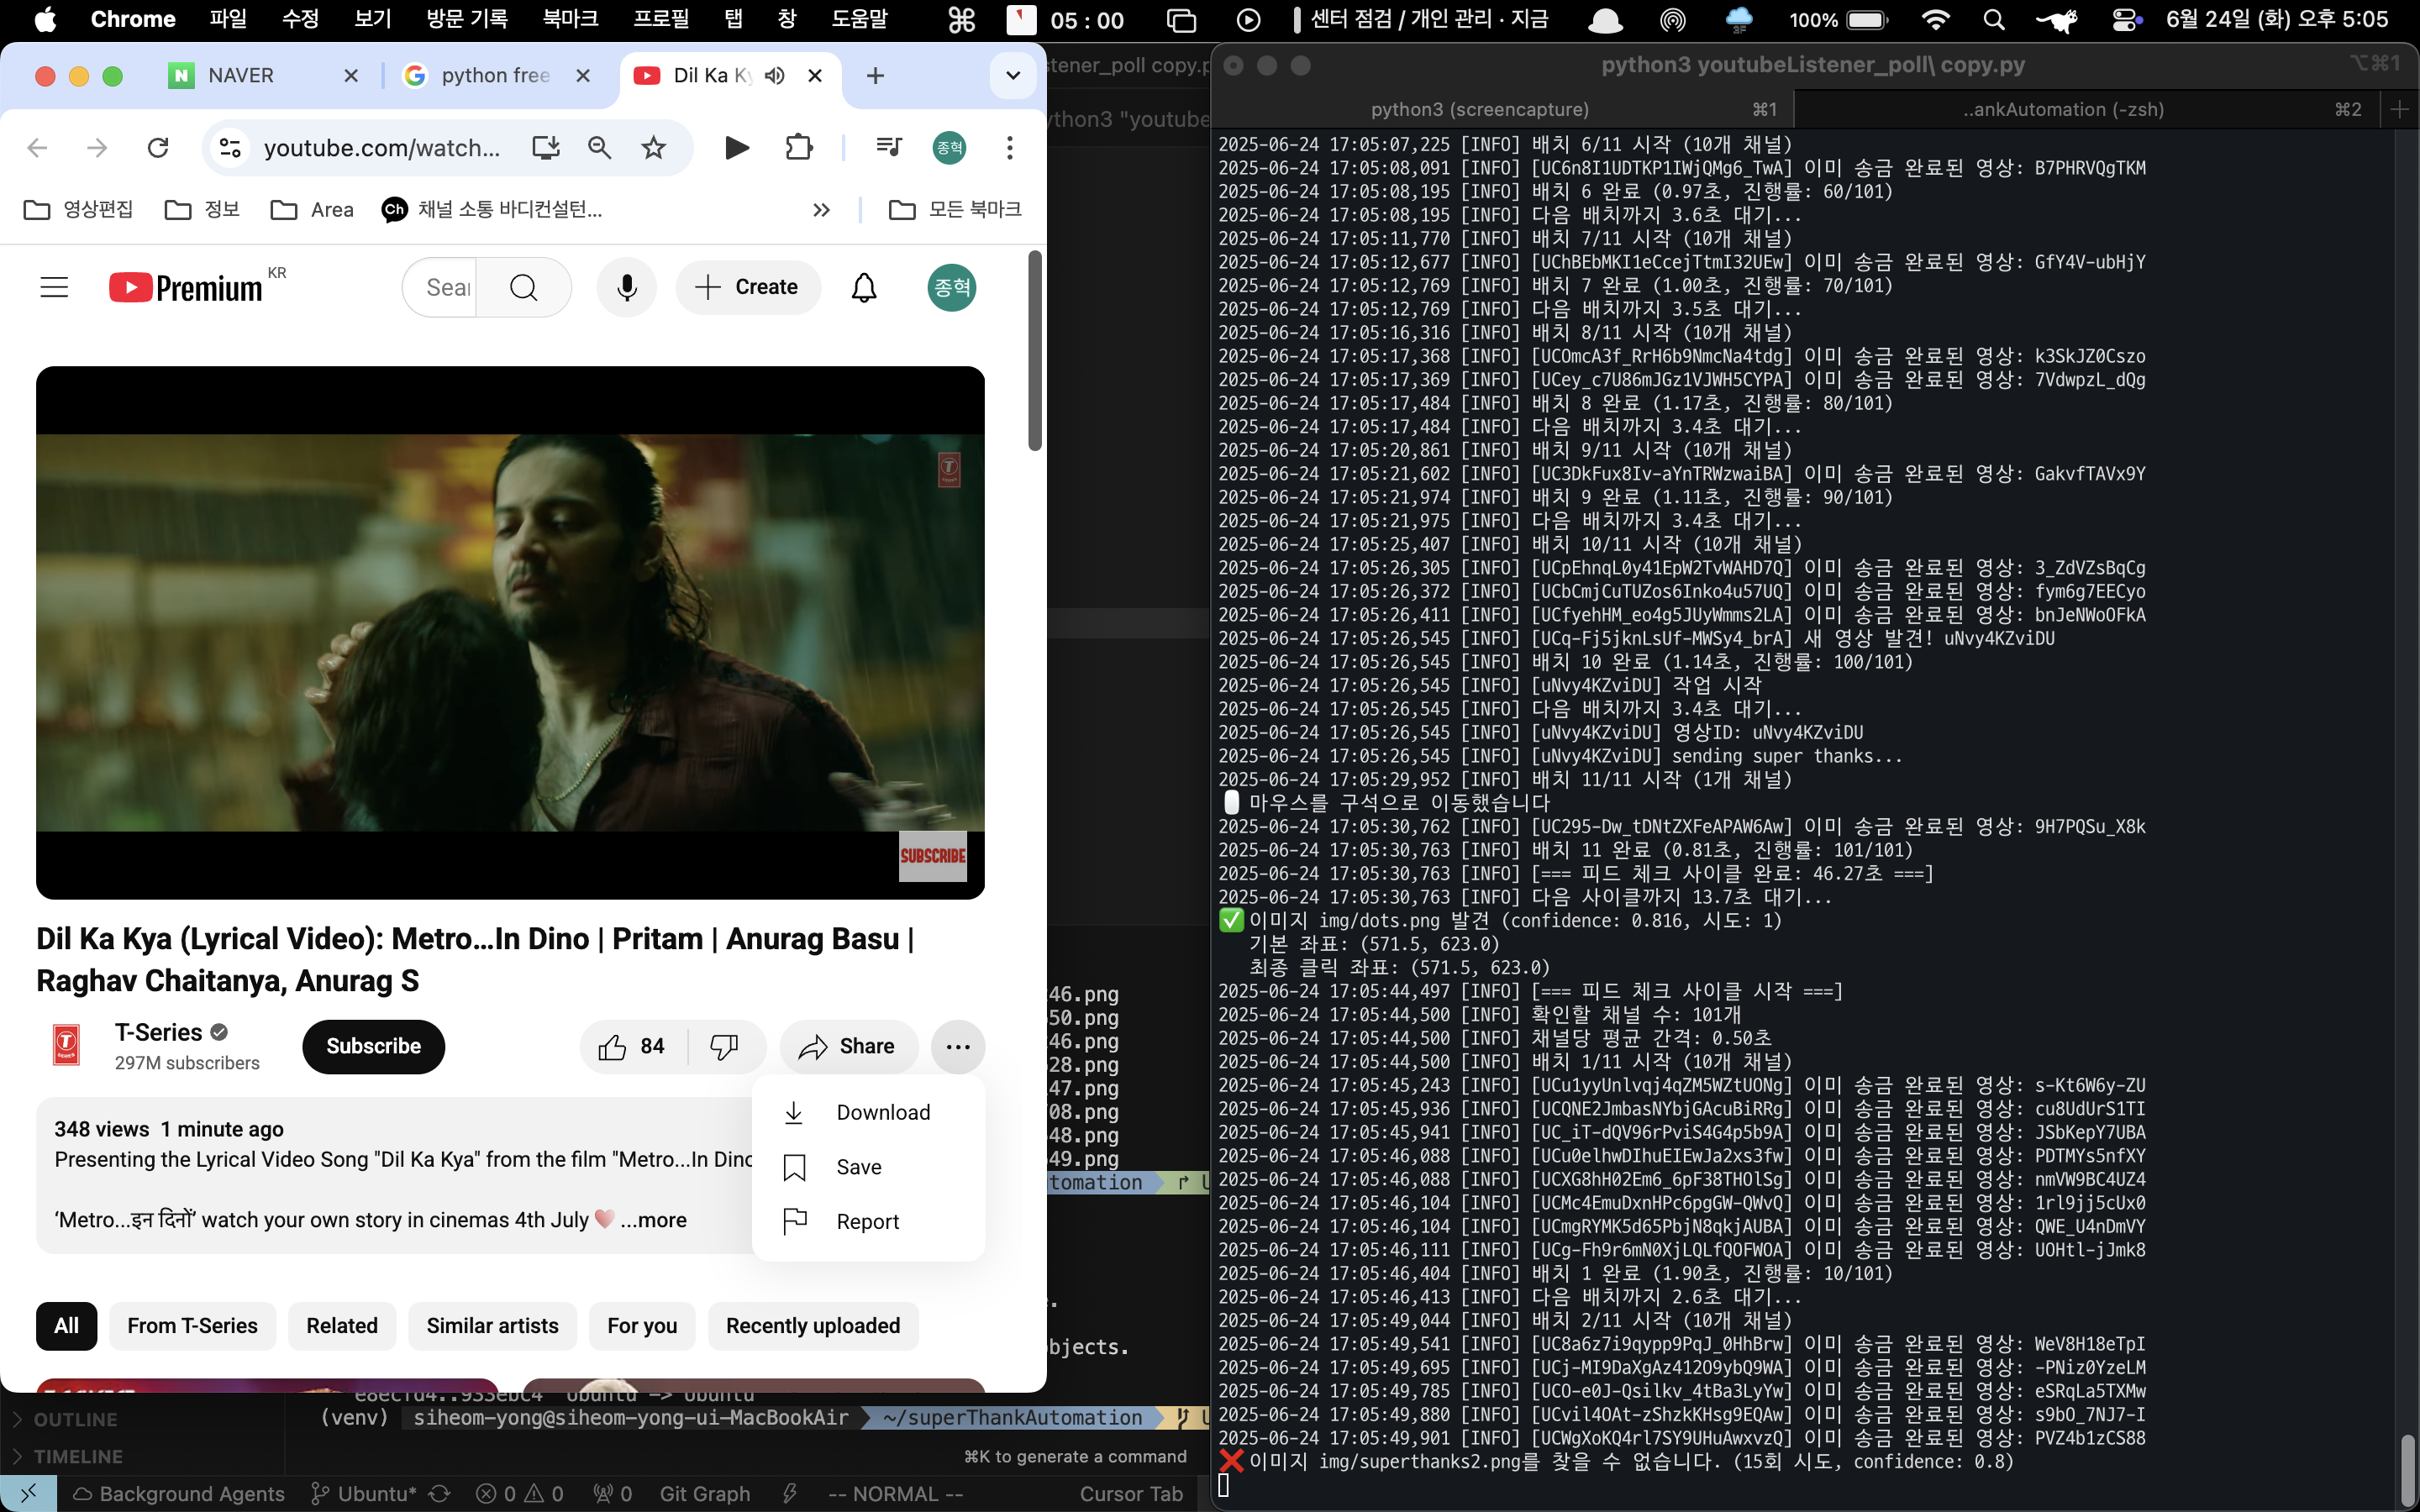 Chrome 파일 수정 보기 방문 기록 북마크 프로필 탭 창 도움말 05 : 00 센터 점검 / 개인 관리 · 지금 100% 6월 24일 (화) 오후 5:05
NAVER
python free
Dil Ka Ky
youtube.com/watch...
종혁
영상편집
정보
Area
채널 소통 바디컨설턴...
모든 북마크
Premium KR
Sear
Create
종혁
SUBSCRIBE
Dil Ka Kya (Lyrical Video): Metro...In Dino | Pritam | Anurag Basu |
Raghav Chaitanya, Anurag S
T-Series
297M subscribers
Subscribe
84
Share
Download
Save
Report
348 views 1 minute ago
Presenting the Lyrical Video Song "Dil Ka Kya" from the film "Metro...In Dino
‘Metro...इन दिनों’ watch your own story in cinemas 4th July ...more
All
From T-Series
Related
Similar artists
For you
Recently uploaded
stener_poll copy.p
ython3 "youtube
46.png
50.png
46.png
28.png
47.png
08.png
48.png
49.png
tomation
bjects.
e8ecfd4..933ebc4 Ubuntu -> Ubuntu
(venv) siheom-yong@siheom-yong-ui-MacBookAir ~/superThankAutomation
OUTLINE
TIMELINE
⌘K to generate a command
Background Agents Ubuntu* 0 0 0 Git Graph -- NORMAL -- Cursor Tab
python3 youtubeListener_poll\ copy.py ⌥⌘1
python3 (screencapture) ⌘1
..ankAutomation (-zsh) ⌘2
2025-06-24 17:05:07,225 [INFO] 배치 6/11 시작 (10개 채널)
2025-06-24 17:05:08,091 [INFO] [UC6n8I1UDTKP1IWjQMg6_TwA] 이미 송금 완료된 영상: B7PHRVQgTKM
2025-06-24 17:05:08,195 [INFO] 배치 6 완료 (0.97초, 진행률: 60/101)
2025-06-24 17:05:08,195 [INFO] 다음 배치까지 3.6초 대기...
2025-06-24 17:05:11,770 [INFO] 배치 7/11 시작 (10개 채널)
2025-06-24 17:05:12,677 [INFO] [UChBEbMKI1eCcejTtmI32UEw] 이미 송금 완료된 영상: GfY4V-ubHjY
2025-06-24 17:05:12,769 [INFO] 배치 7 완료 (1.00초, 진행률: 70/101)
2025-06-24 17:05:12,769 [INFO] 다음 배치까지 3.5초 대기...
2025-06-24 17:05:16,316 [INFO] 배치 8/11 시작 (10개 채널)
2025-06-24 17:05:17,368 [INFO] [UCOmcA3f_RrH6b9NmcNa4tdg] 이미 송금 완료된 영상: k3SkJZ0Cszo
2025-06-24 17:05:17,369 [INFO] [UCey_c7U86mJGz1VJWH5CYPA] 이미 송금 완료된 영상: 7VdwpzL_dQg
2025-06-24 17:05:17,484 [INFO] 배치 8 완료 (1.17초, 진행률: 80/101)
2025-06-24 17:05:17,484 [INFO] 다음 배치까지 3.4초 대기...
2025-06-24 17:05:20,861 [INFO] 배치 9/11 시작 (10개 채널)
2025-06-24 17:05:21,602 [INFO] [UC3DkFux8Iv-aYnTRWzwaiBA] 이미 송금 완료된 영상: GakvfTAVx9Y
2025-06-24 17:05:21,974 [INFO] 배치 9 완료 (1.11초, 진행률: 90/101)
2025-06-24 17:05:21,975 [INFO] 다음 배치까지 3.4초 대기...
2025-06-24 17:05:25,407 [INFO] 배치 10/11 시작 (10개 채널)
2025-06-24 17:05:26,305 [INFO] [UCpEhnqL0y41EpW2TvWAHD7Q] 이미 송금 완료된 영상: 3_ZdVZsBqCg
2025-06-24 17:05:26,372 [INFO] [UCbCmjCuTUZos6Inko4u57UQ] 이미 송금 완료된 영상: fym6g7EECyo
2025-06-24 17:05:26,411 [INFO] [UCfyehHM_eo4g5JUyWmms2LA] 이미 송금 완료된 영상: bnJeNWoOFkA
2025-06-24 17:05:26,545 [INFO] [UCq-Fj5jknLsUf-MWSy4_brA] 새 영상 발견! uNvy4KZviDU
2025-06-24 17:05:26,545 [INFO] 배치 10 완료 (1.14초, 진행률: 100/101)
2025-06-24 17:05:26,545 [INFO] [uNvy4KZviDU] 작업 시작
2025-06-24 17:05:26,545 [INFO] 다음 배치까지 3.4초 대기...
2025-06-24 17:05:26,545 [INFO] [uNvy4KZviDU] 영상ID: uNvy4KZviDU
2025-06-24 17:05:26,545 [INFO] [uNvy4KZviDU] sending super thanks...
2025-06-24 17:05:29,952 [INFO] 배치 11/11 시작 (1개 채널)
마우스를 구석으로 이동했습니다
2025-06-24 17:05:30,762 [INFO] [UC295-Dw_tDNtZXFeAPAW6Aw] 이미 송금 완료된 영상: 9H7PQSu_X8k
2025-06-24 17:05:30,763 [INFO] 배치 11 완료 (0.81초, 진행률: 101/101)
2025-06-24 17:05:30,763 [INFO] [=== 피드 체크 사이클 완료: 46.27초 ===]
2025-06-24 17:05:30,763 [INFO] 다음 사이클까지 13.7초 대기...
✅ 이미지 img/dots.png 발견 (confidence: 0.816, 시도: 1)
기본 좌표: (571.5, 623.0)
최종 클릭 좌표: (571.5, 623.0)
2025-06-24 17:05:44,497 [INFO] [=== 피드 체크 사이클 시작 ===]
2025-06-24 17:05:44,500 [INFO] 확인할 채널 수: 101개
2025-06-24 17:05:44,500 [INFO] 채널당 평균 간격: 0.50초
2025-06-24 17:05:44,500 [INFO] 배치 1/11 시작 (10개 채널)
2025-06-24 17:05:45,243 [INFO] [UCu1yyUnlvqj4qZM5WZtUONg] 이미 송금 완료된 영상: s-Kt6W6y-ZU
2025-06-24 17:05:45,936 [INFO] [UCQNE2JmbasNYbjGAcuBiRRg] 이미 송금 완료된 영상: cu8UdUrS1TI
2025-06-24 17:05:45,941 [INFO] [UC_iT-dQV96rPviS4G4p5b9A] 이미 송금 완료된 영상: JSbKepY7UBA
2025-06-24 17:05:46,088 [INFO] [UCu0elhwDIhuEIEwJa2xs3fw] 이미 송금 완료된 영상: PDTMYs5nfXY
2025-06-24 17:05:46,088 [INFO] [UCXG8hH02Em6_6pF38THOlSg] 이미 송금 완료된 영상: nmVW9BC4UZ4
2025-06-24 17:05:46,104 [INFO] [UCMc4EmuDxnHPc6pgGW-QWvQ] 이미 송금 완료된 영상: 1rl9jj5cUx0
2025-06-24 17:05:46,104 [INFO] [UCmgRYMK5d65PbjN8qkjAUBA] 이미 송금 완료된 영상: QWE_U4nDmVY
2025-06-24 17:05:46,111 [INFO] [UCg-Fh9r6mN0XjLQLfQOFWOA] 이미 송금 완료된 영상: UOHtl-jJmk8
2025-06-24 17:05:46,404 [INFO] 배치 1 완료 (1.90초, 진행률: 10/101)
2025-06-24 17:05:46,413 [INFO] 다음 배치까지 2.6초 대기...
2025-06-24 17:05:49,044 [INFO] 배치 2/11 시작 (10개 채널)
2025-06-24 17:05:49,541 [INFO] [UC8a6z7i9qypp9PqJ_0HhBrw] 이미 송금 완료된 영상: WeV8H18eTpI
2025-06-24 17:05:49,695 [INFO] [UCj-MI9DaXgAz412O9ybQ9WA] 이미 송금 완료된 영상: -PNiz0YzeLM
2025-06-24 17:05:49,785 [INFO] [UCO-e0J-Qsilkv_4tBa3LyYw] 이미 송금 완료된 영상: eSRqLa5TXMw
2025-06-24 17:05:49,880 [INFO] [UCvil4OAt-zShzkKHsg9EQAw] 이미 송금 완료된 영상: s9bO_7NJ7-I
2025-06-24 17:05:49,901 [INFO] [UCWgXoKQ4rl7SY9UHuAwxvzQ] 이미 송금 완료된 영상: PVZ4b1zCS88
❌ 이미지 img/superthanks2.png를 찾을 수 없습니다. (15회 시도, confidence: 0.8)